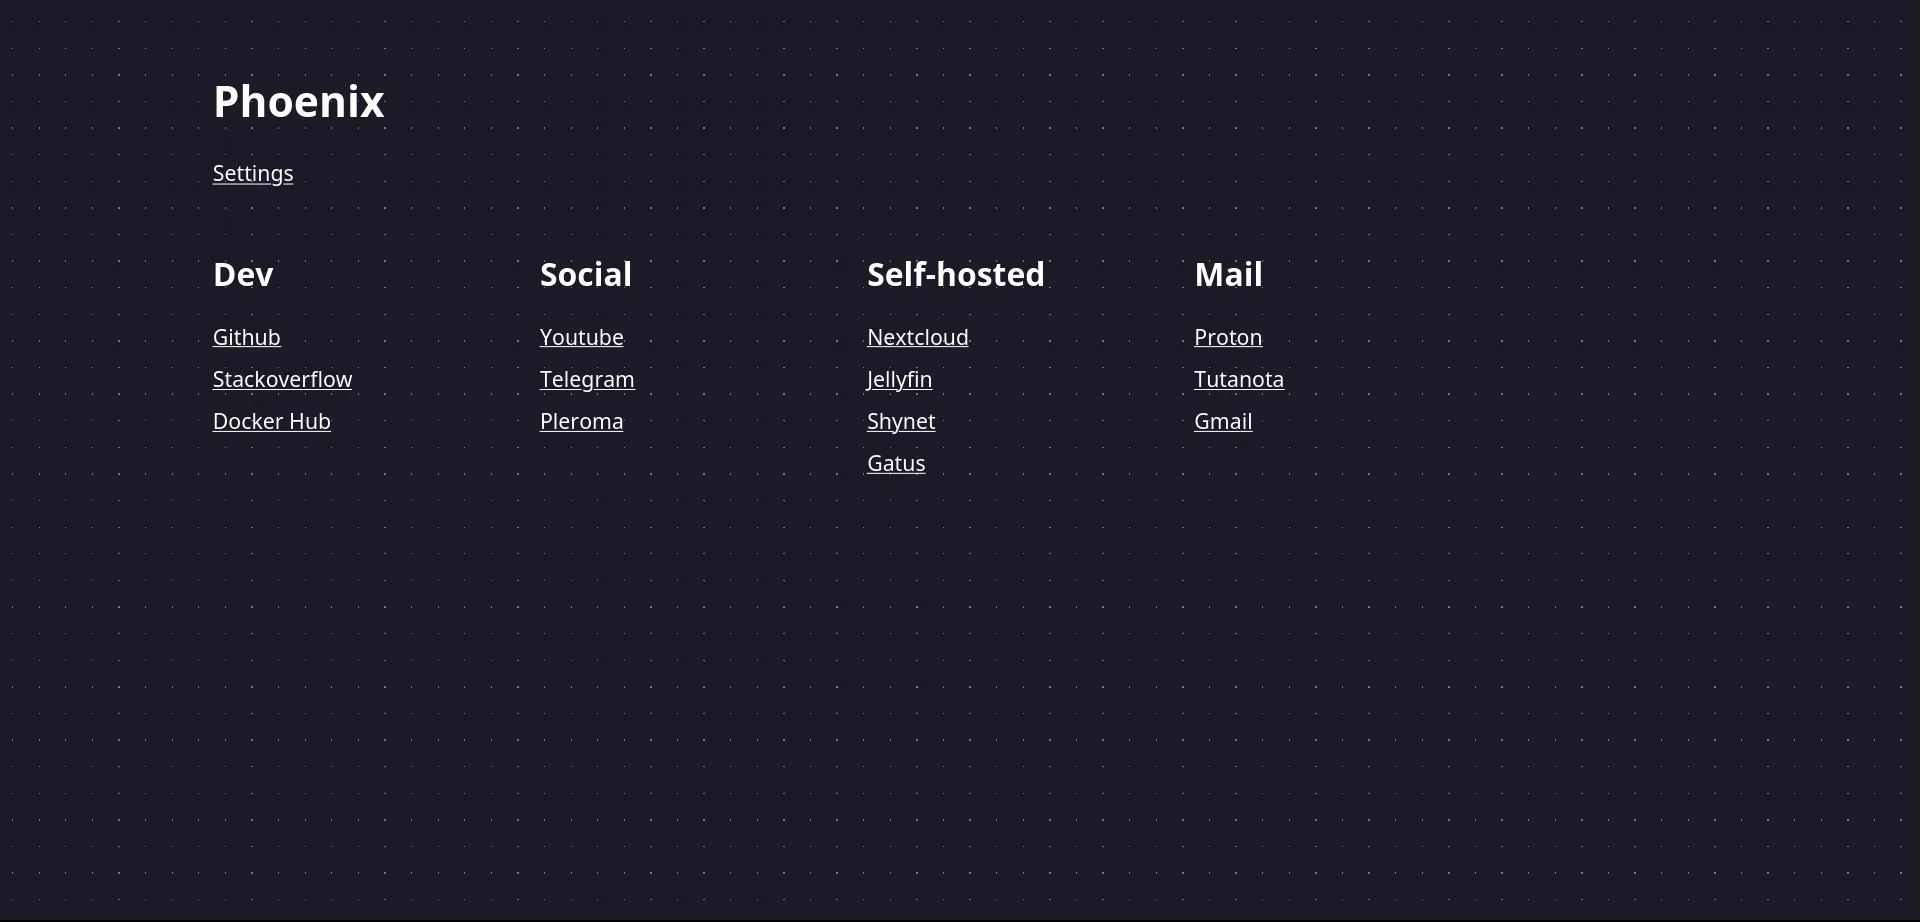 Phoenix
Settings
Dev
Github
Stackoverflow
Docker Hub
Social
Youtube
Telegram
Pleroma
Self-hosted
Nextcloud
Jellyfin
Shynet
Gatus
Mail
Proton
Tutanota
Gmail